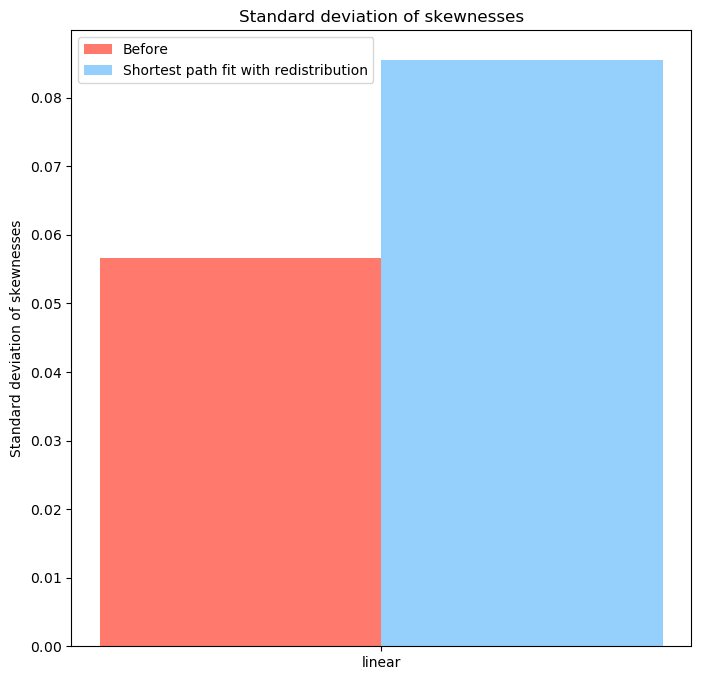 Standard deviation of skewnesses
Before
Shortest path fit with redistribution
Standard deviation of skewnesses
0.08
0.07
0.06
0.05
0.04
0.03
0.02
0.01
0.00
linear